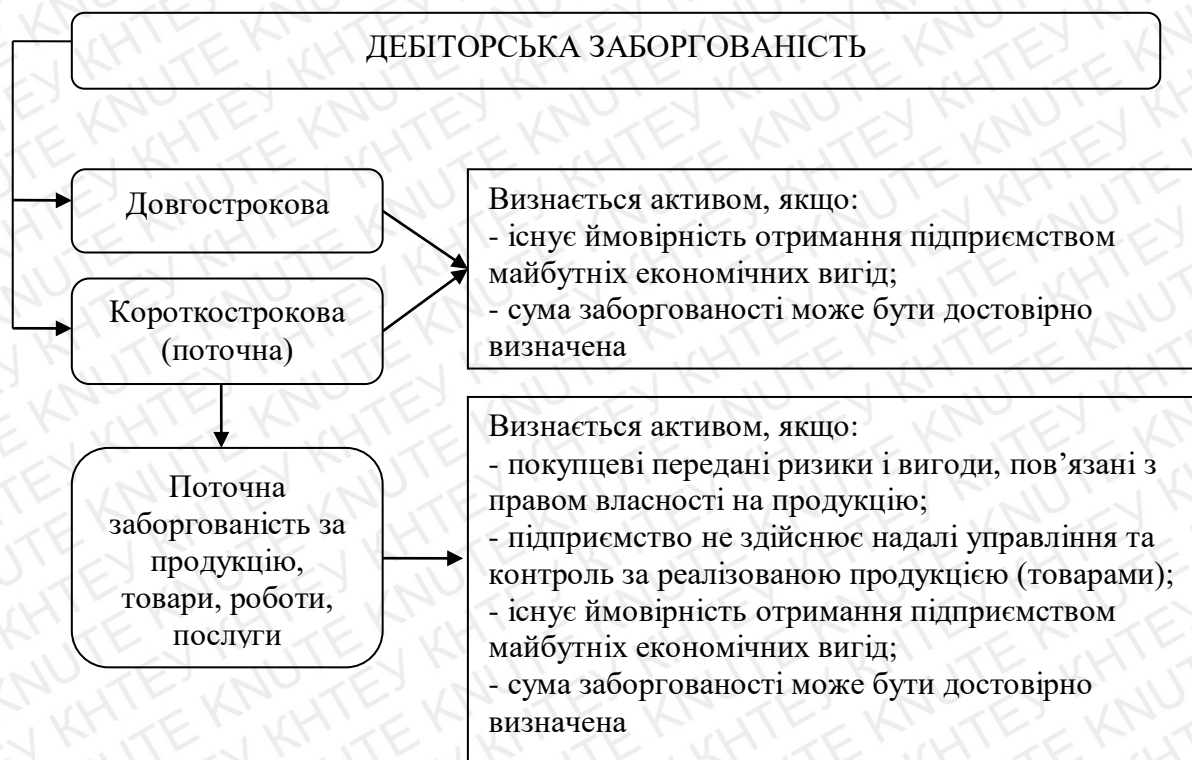 ДЕБІТОРСЬКА ЗАБОРГОВАНІСТЬ
Довгострокова
Короткострокова
(поточна)
Визнається активом, якщо:
- існує ймовірність отримання підприємством
майбутніх економічних вигід;
- сума заборгованості може бути достовірно
визначена
Поточна
заборгованість за
продукцію,
товари, роботи,
послуги
Визнається активом, якщо:
- покупцеві передані ризики і вигоди, пов’язані з
правом власності на продукцію;
- підприємство не здійснює надалі управління та
контроль за реалізованою продукцією (товарами);
- існує ймовірність отримання підприємством
майбутніх економічних вигід;
- сума заборгованості може бути достовірно
визначена